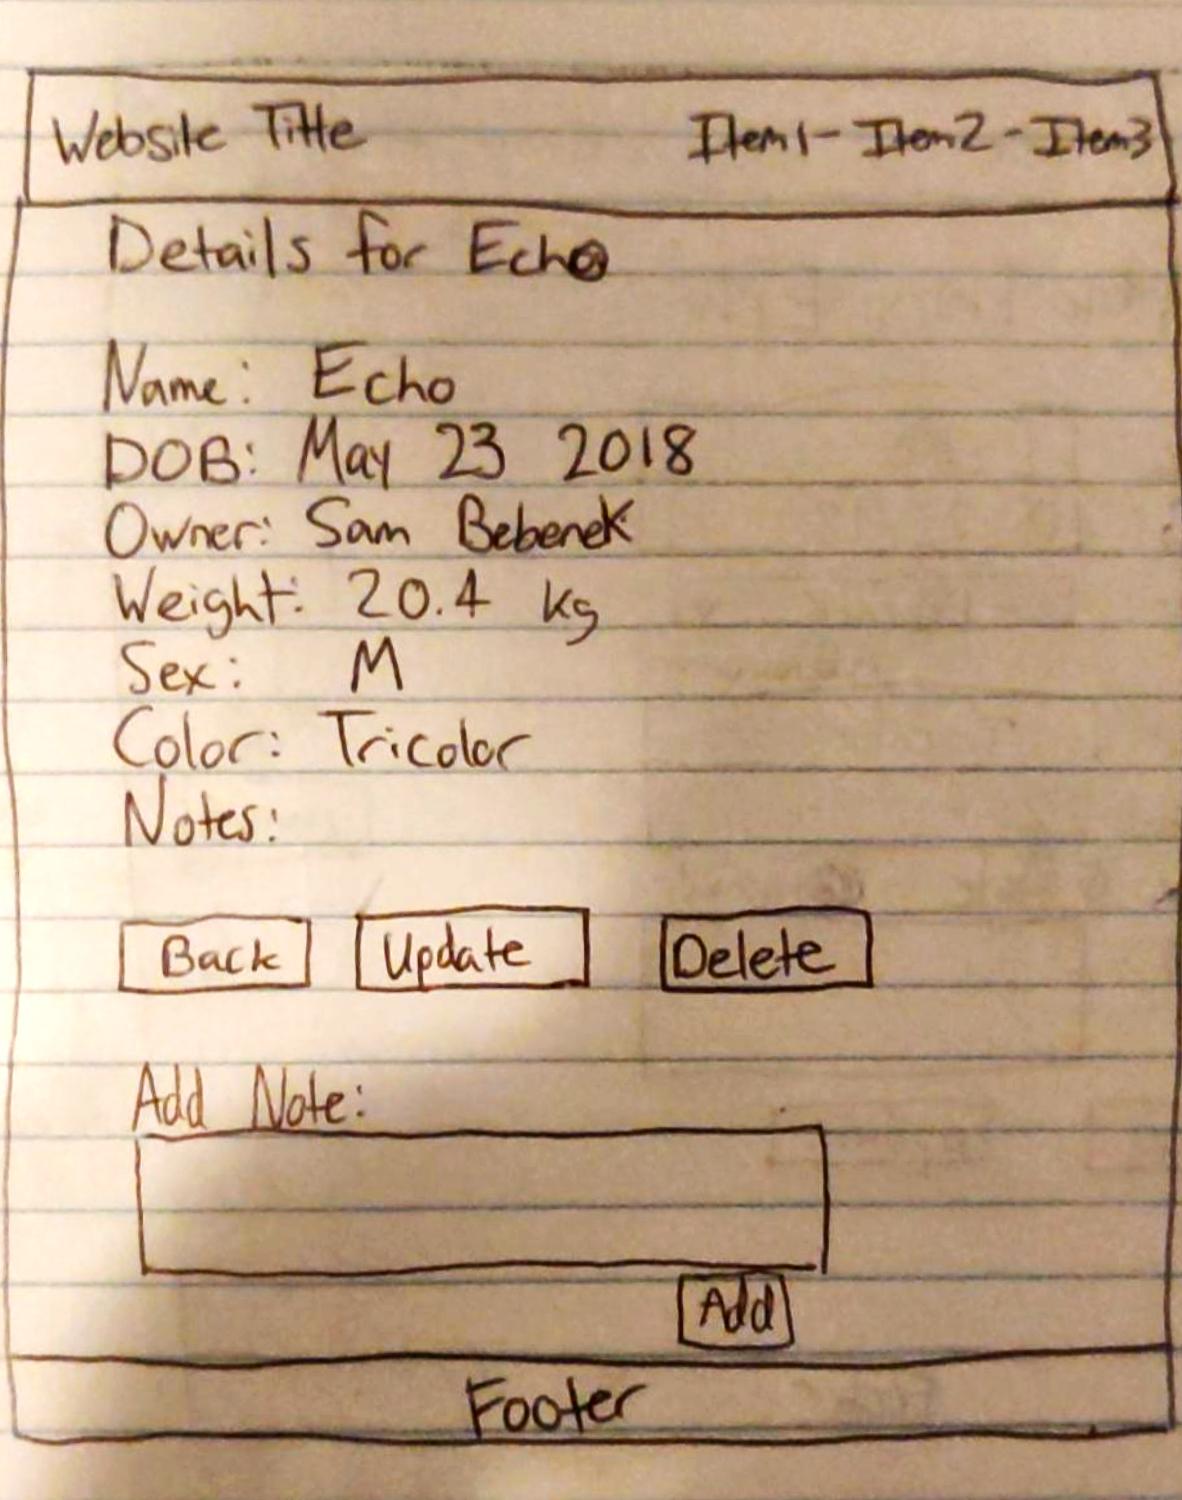 Website Title
Item1 - Item2 - Item3
Details for Echo
Name: Echo
DOB: May 23 2018
Owner: Sam Bebenek
Weight: 20.4 kg
Sex: M
Color: Tricolor
Notes:
Back Update Delete
Add Note:
Add
Footer